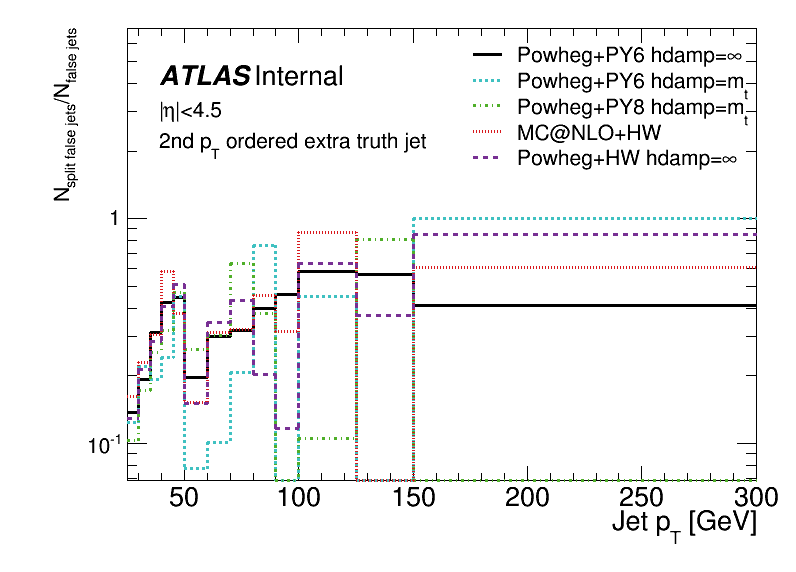 N_split false jets/N_false jets
ATLAS Internal
|η|<4.5
2nd p_T ordered extra truth jet
Powheg+PY6 hdamp=∞
Powheg+PY6 hdamp=m_t
Powheg+PY8 hdamp=m_t
MC@NLO+HW
Powheg+HW hdamp=∞
1
10^-1
50 100 150 200 250 300
Jet p_T [GeV]